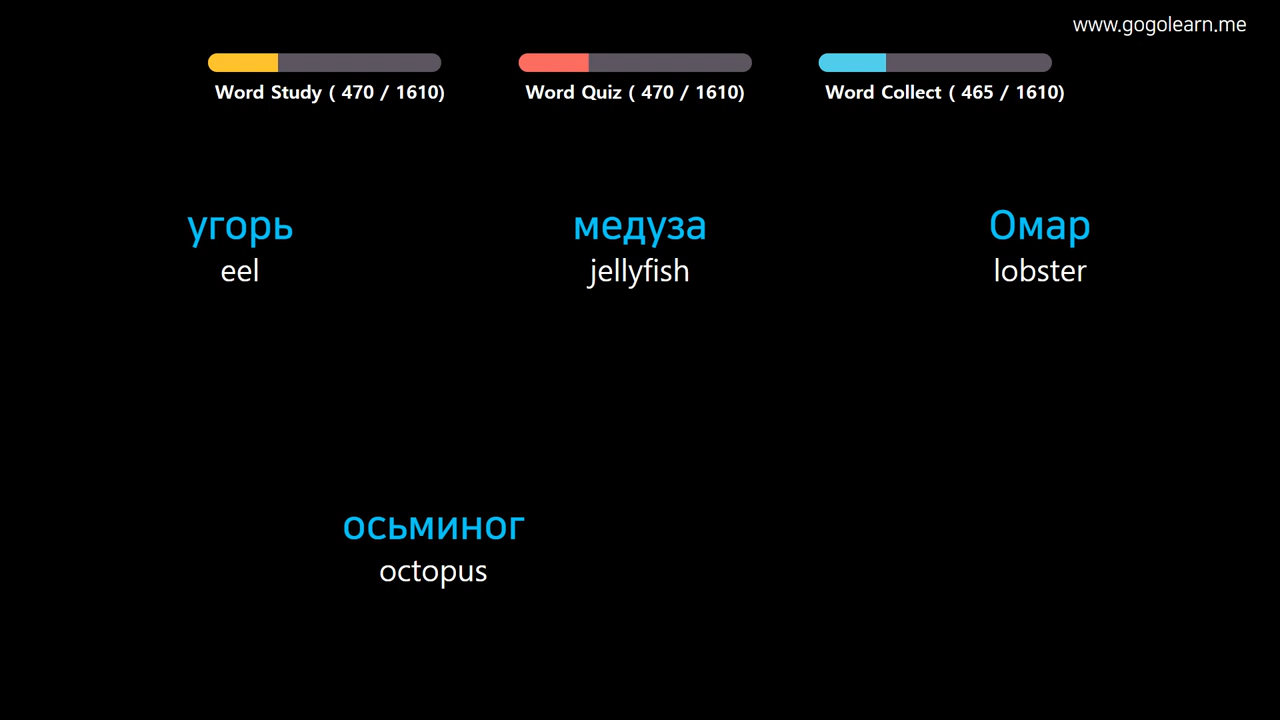 www.gogolearn.me
Word Study ( 470 / 1610)
Word Quiz ( 470 / 1610)
Word Collect ( 465 / 1610)
угорь
eel
медуза
jellyfish
Омар
lobster
осьминог
octopus